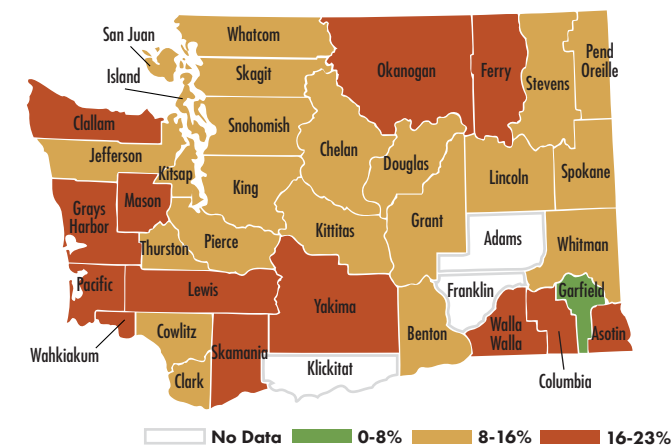 San Juan
Whatcom
Island
Skagit
Okanogan
Ferry
Stevens
Pend
Oreille
Clallam
Snohomish
Jefferson
Chelan
Douglas
Kitsap
King
Lincoln
Spokane
Mason
Grays
Harbor
Grant
Kittitas
Adams
Thurston
Pierce
Whitman
Pacific
Lewis
Yakima
Franklin
Garfield
Cowlitz
Benton
Walla
Walla
Asotin
Wahkiakum
Skamania
Klickitat
Clark
Columbia
No Data
0-8%
8-16%
16-23%